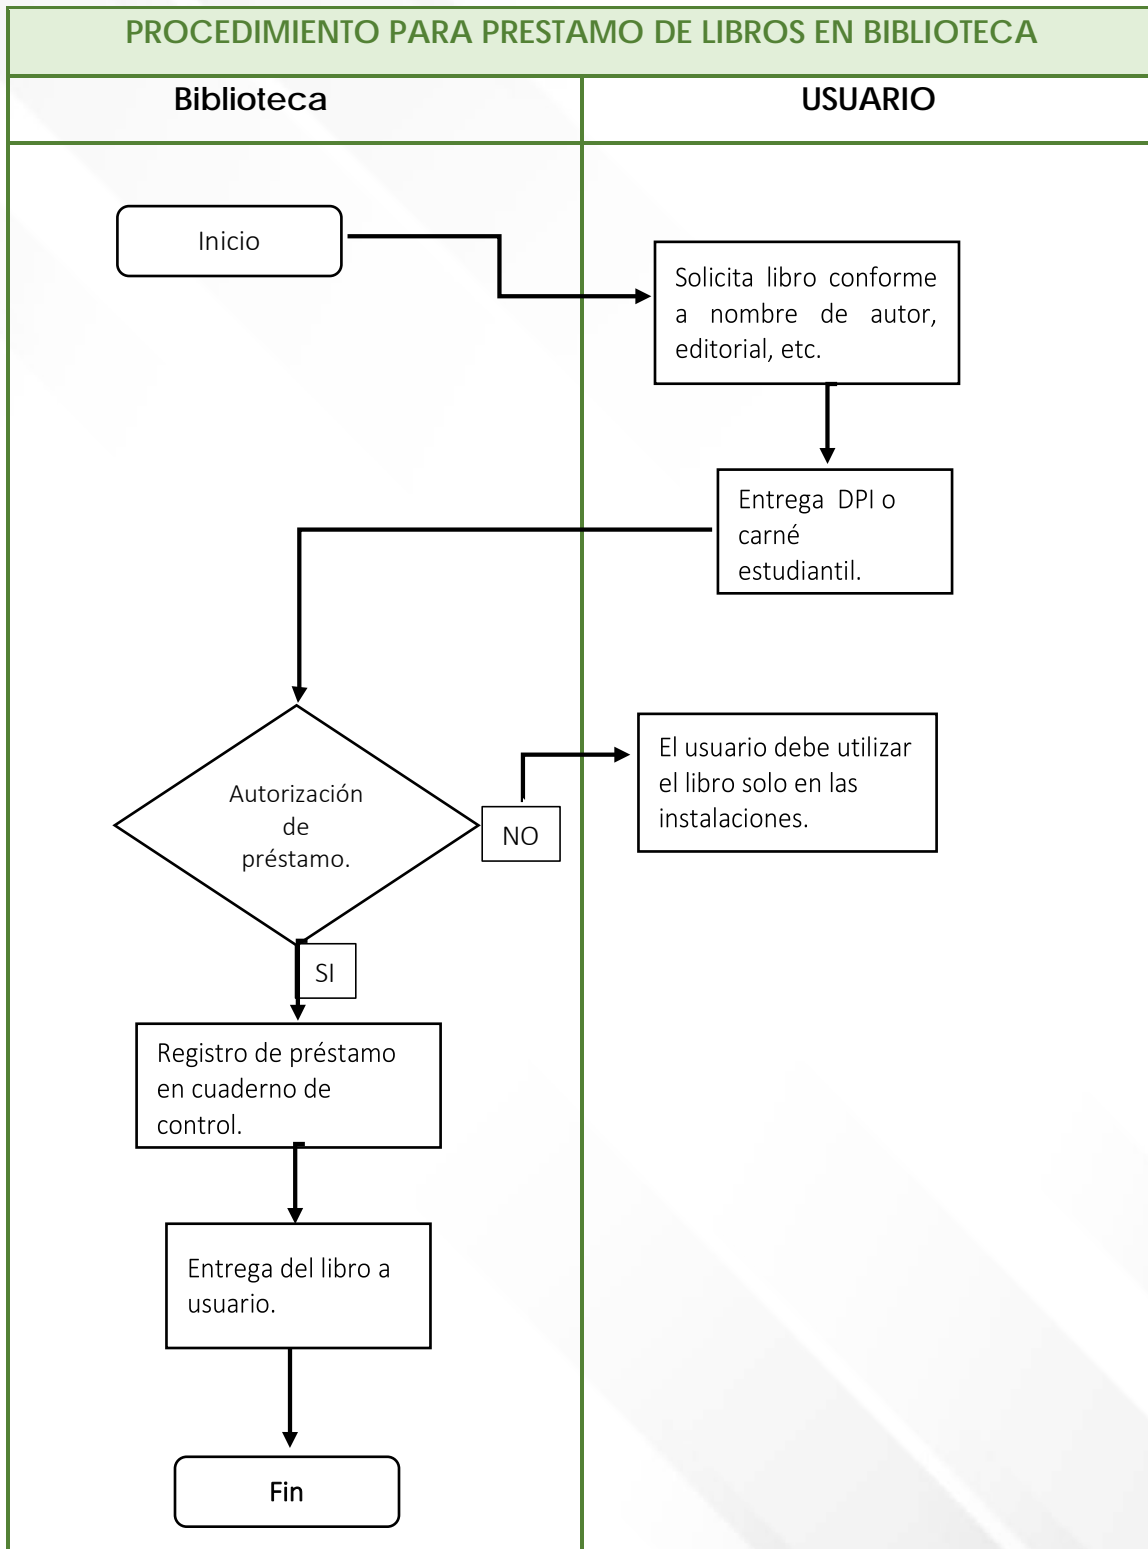 PROCEDIMIENTO PARA PRESTAMO DE LIBROS EN BIBLIOTECA
Biblioteca
USUARIO
Inicio
Solicita libro conforme
a nombre de autor,
editorial, etc.
Entrega DPI o
carné
estudiantil.
Autorización
de
préstamo.
NO
El usuario debe utilizar
el libro solo en las
instalaciones.
SI
Registro de préstamo
en cuaderno de
control.
Entrega del libro a
usuario.
Fin